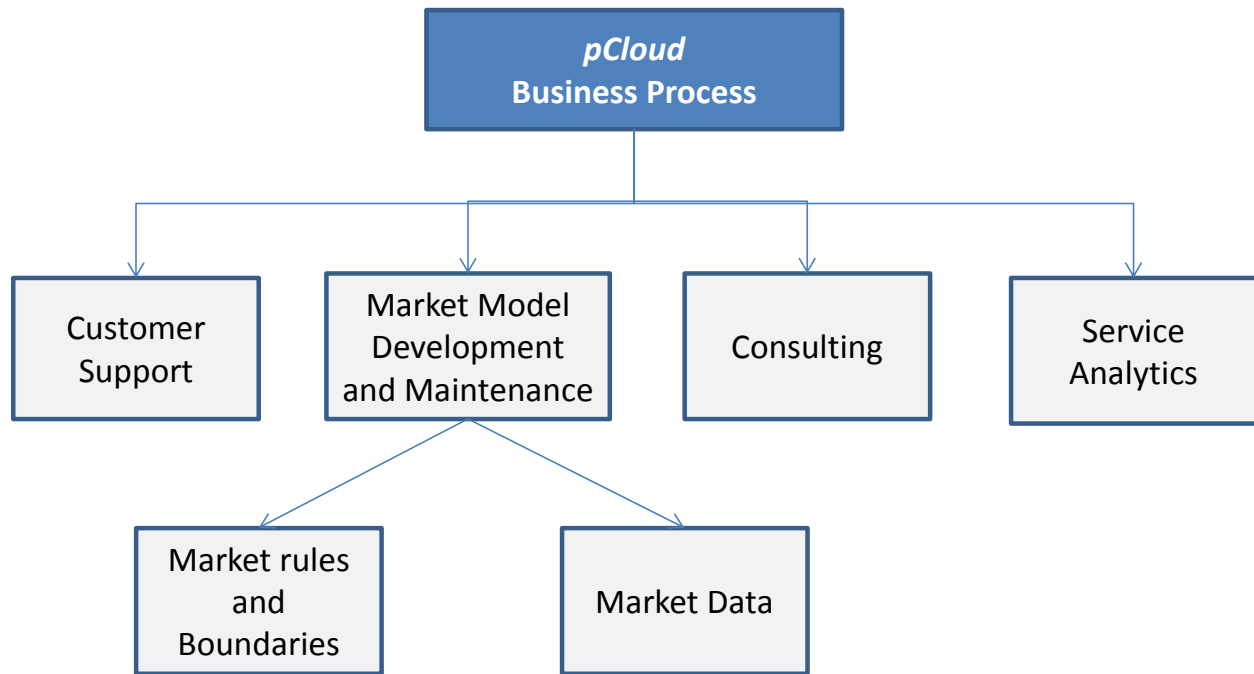 pCloud
Business Process
Customer
Support
Market Model
Development
and Maintenance
Consulting
Service
Analytics
Market rules
and
Boundaries
Market Data